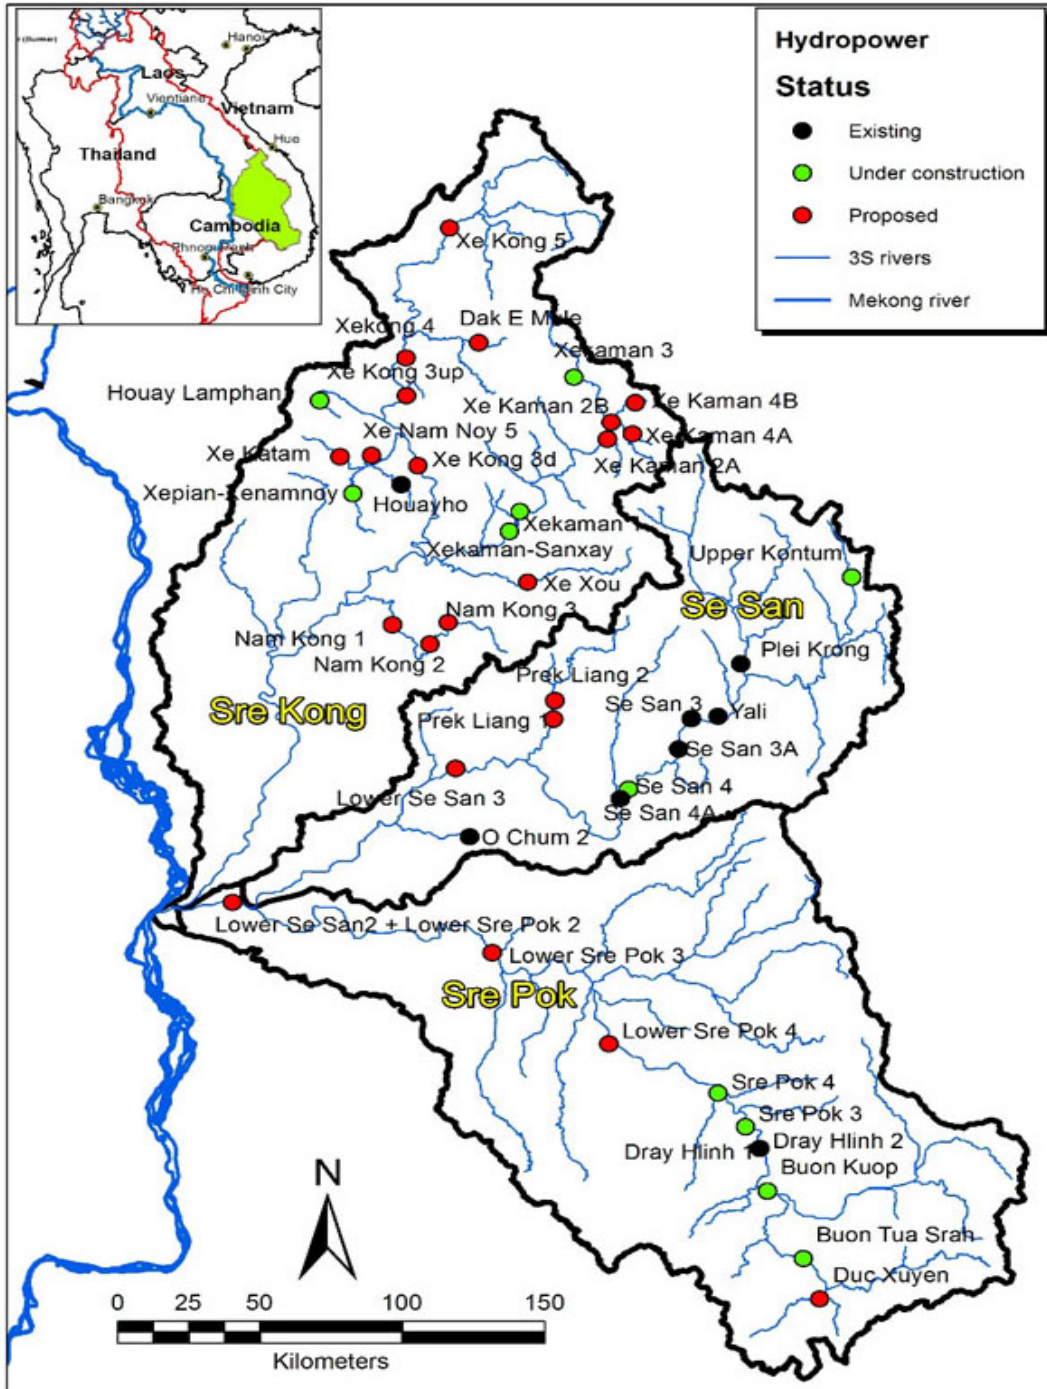 Hanoi
Laos
Vientiane
Vietnam
Hue
Thailand
Bangkok
Cambodia
Phnom Penh
Ho Chi Minh City
Hydropower
Status
Existing
Under construction
Proposed
3S rivers
Mekong river
Xe Kong 5
Xekong 4
Dak E Mule
Xekaman 3
Xe Kong 3up
Houay Lamphan
Xe Kaman 2B
Xe Kaman 4B
Xe Nam Noy 5
Xe Kaman 4A
Xe Katam
Xe Kong 3d
Xe Kaman 2A
Xepian-Xenamnoy
Houayho
Xekaman 1
Xekaman-Sanxay
Upper Kontum
Xe Xou
Se San
Nam Kong 3
Nam Kong 1
Nam Kong 2
Plei Krong
Prek Liang 2
Sre Kong
Se San 3
Yali
Prek Liang 1
Se San 3A
Se San 4
Lower Se San 3
Se San 4A
O Chum 2
Lower Se San2 + Lower Sre Pok 2
Lower Sre Pok 3
Sre Pok
Lower Sre Pok 4
Sre Pok 4
Sre Pok 3
Dray Hlinh 1
Dray Hlinh 2
Buon Kuop
N
Buon Tua Srah
Duc Xuyen
0 25 50 100 150
Kilometers